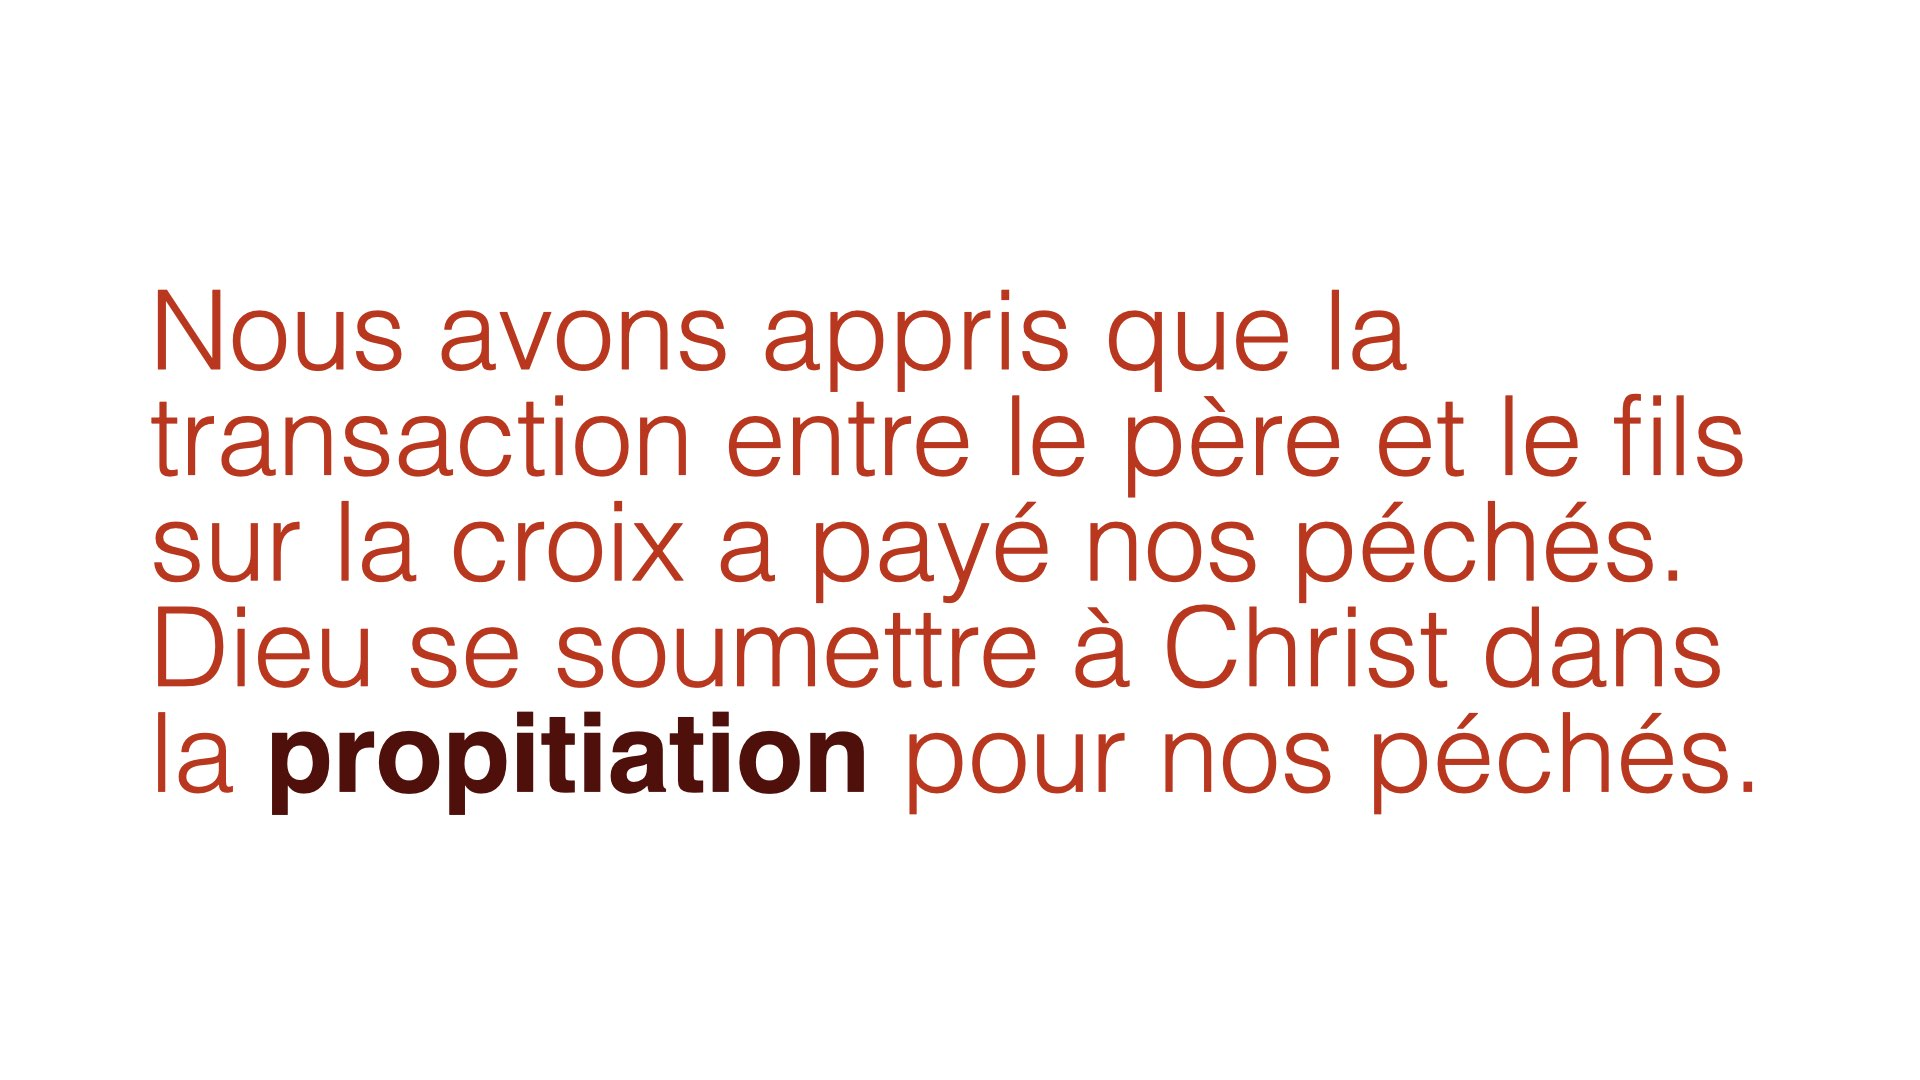 Nous avons appris que la
transaction entre le père et le fils
sur la croix a payé nos péchés.
Dieu se soumettre à Christ dans
la propitiation pour nos péchés.